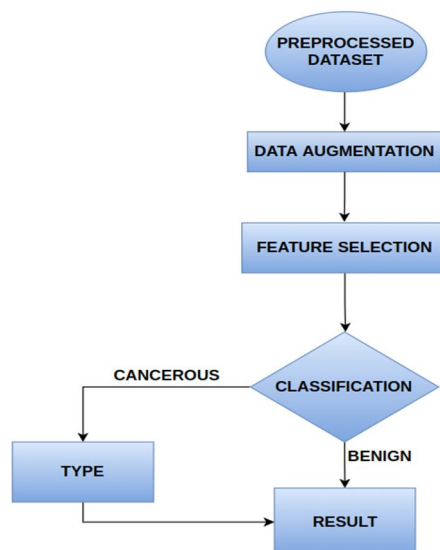 PREPROCESSED
DATASET
DATA AUGMENTATION
FEATURE SELECTION
CLASSIFICATION
CANCEROUS
BENIGN
TYPE
RESULT